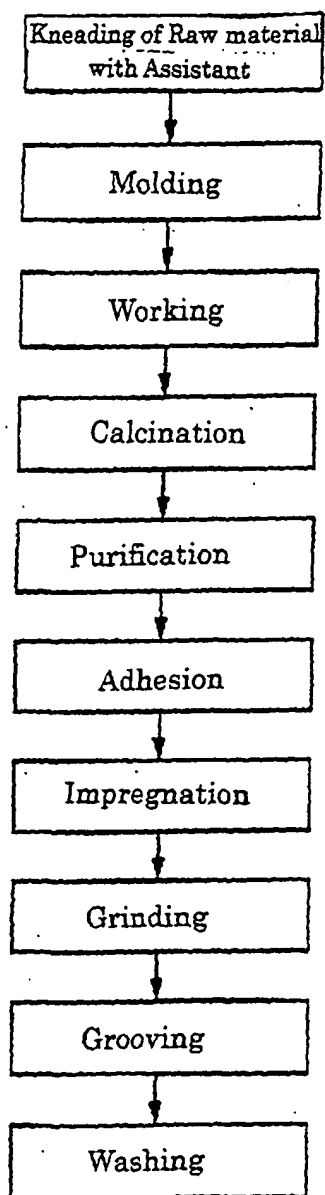 Kneading of Raw material
with Assistant
Molding
Working
Calcination
Purification
Adhesion
Impregnation
Grinding
Grooving
Washing